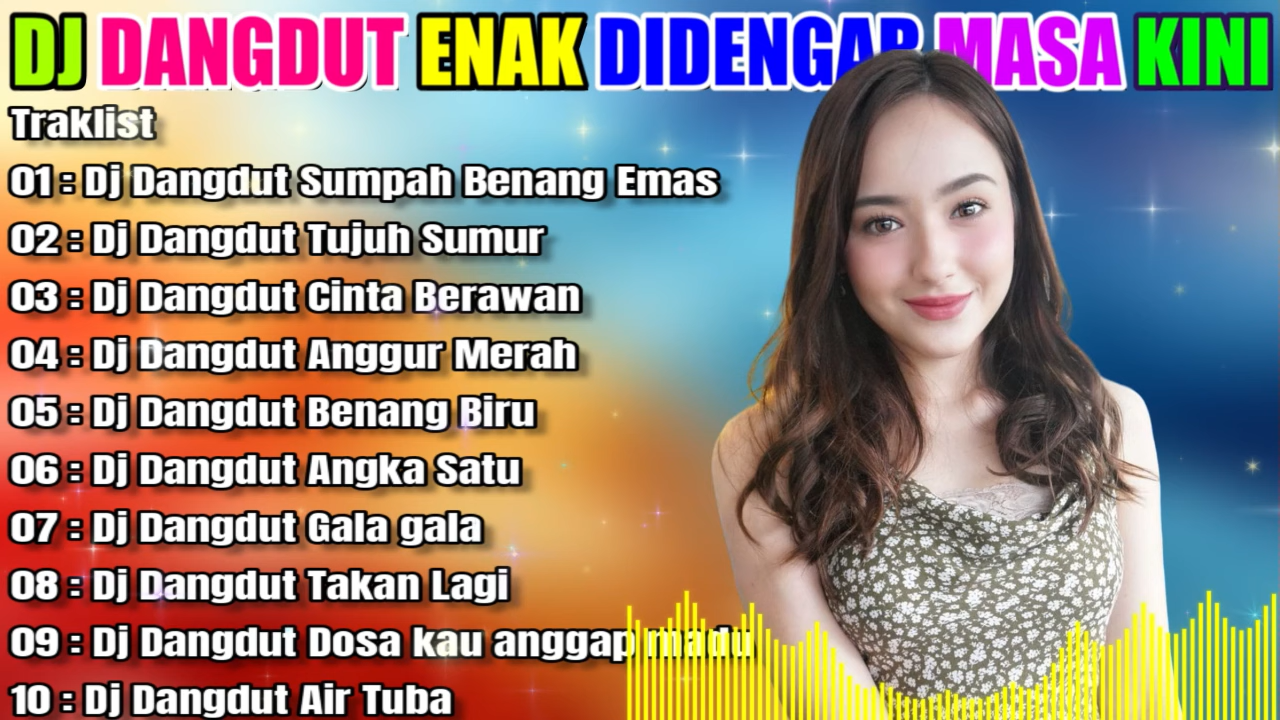 DJ DANGDUT ENAK DIDENGAR MASA KINI
Traklist
01 : Dj Dangdut Sumpah Benang Emas
02 : Dj Dangdut Tujuh Sumur
03 : Dj Dangdut Cinta Berawan
04 : Dj Dangdut Anggur Merah
05 : Dj Dangdut Benang Biru
06 : Dj Dangdut Angka Satu
07 : Dj Dangdut Gala gala
08 : Dj Dangdut Takan Lagi
09 : Dj Dangdut Dosa kau anggap madu
10 : Dj Dangdut Air Tuba